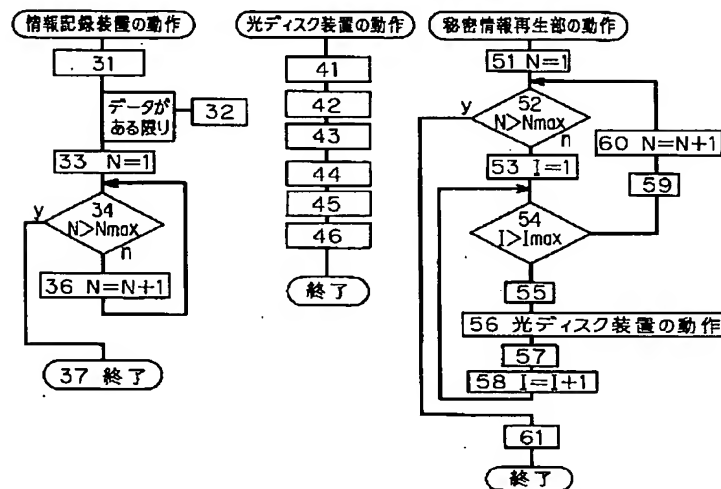 情報記録装置の動作
31
データが
ある限り
32
33 N=1
34
N>Nmax
y
n
36 N=N+1
37 終了
光ディスク装置の動作
41
42
43
44
45
46
終了
秘密情報再生部の動作
51 N=1
52
N>Nmax
y
n
53 I=1
54
I>Imax
55
56 光ディスク装置の動作
57
58 I=I+1
59
60 N=N+1
61
終了